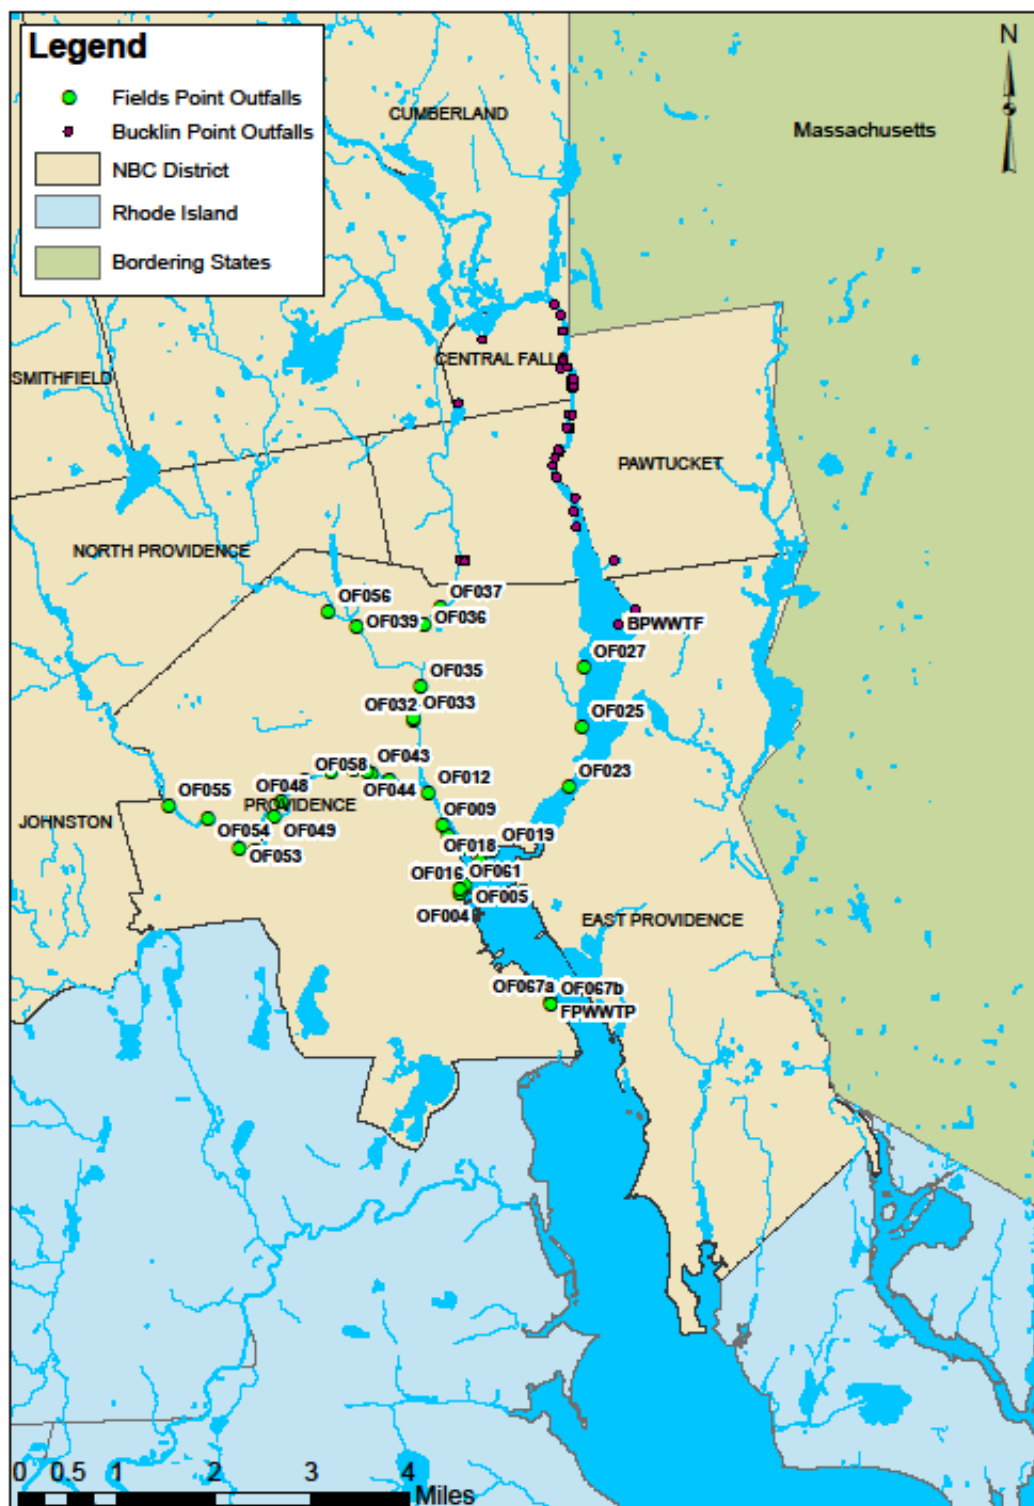 Legend
Fields Point Outfalls
Bucklin Point Outfalls
NBC District
Rhode Island
Bordering States
N
CUMBERLAND
Massachusetts
CENTRAL FALL
SMITHFIELD
PAWTUCKET
NORTH PROVIDENCE
OF056
OF037
OF039
OF036
BPWWTF
OF027
OF035
OF032
OF033
OF025
OF058
OF043
OF044
OF023
OF055
OF048
OF012
PROVIDENCE
JOHNSTON
OF054
OF049
OF009
OF053
OF018
OF019
OF016
OF061
OF005
OF004
EAST PROVIDENCE
OF067a
OF067b
FPWWTP
0 0.5 1 2 3 4
Miles